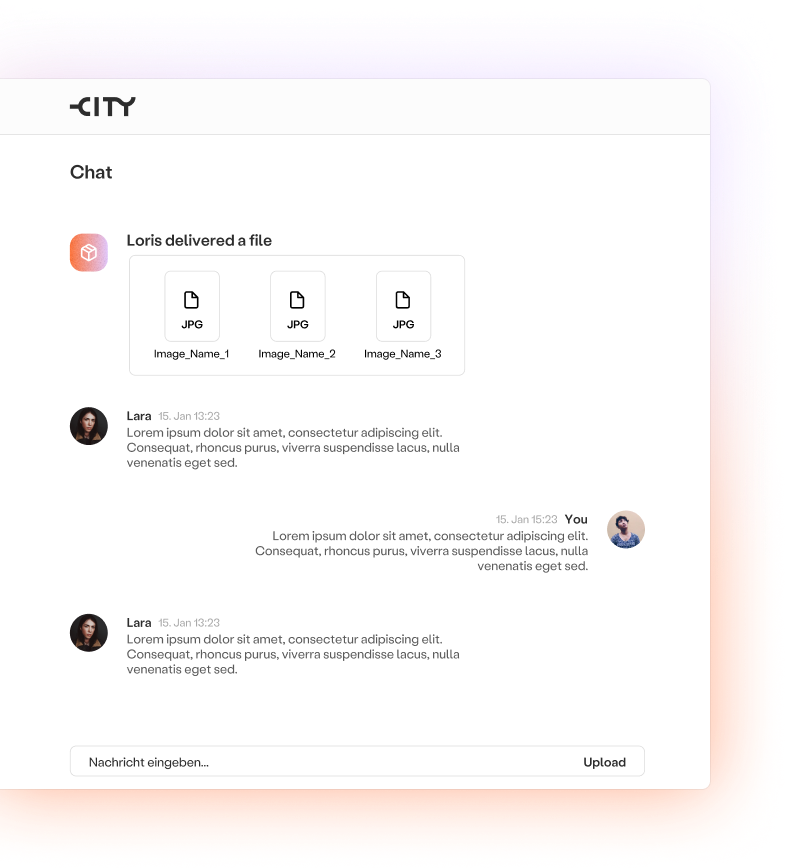 CITY
Chat
Loris delivered a file
JPG JPG JPG
Image_Name_1 Image_Name_2 Image_Name_3
Lara 15. Jan 13:23
Lorem ipsum dolor sit amet, consectetur adipiscing elit.
Consequat, rhoncus purus, viverra suspendisse lacus, nulla
venenatis eget sed.
15. Jan 15:23 You
Lorem ipsum dolor sit amet, consectetur adipiscing elit.
Consequat, rhoncus purus, viverra suspendisse lacus, nulla
venenatis eget sed.
Lara 15. Jan 13:23
Lorem ipsum dolor sit amet, consectetur adipiscing elit.
Consequat, rhoncus purus, viverra suspendisse lacus, nulla
venenatis eget sed.
Nachricht eingeben... Upload